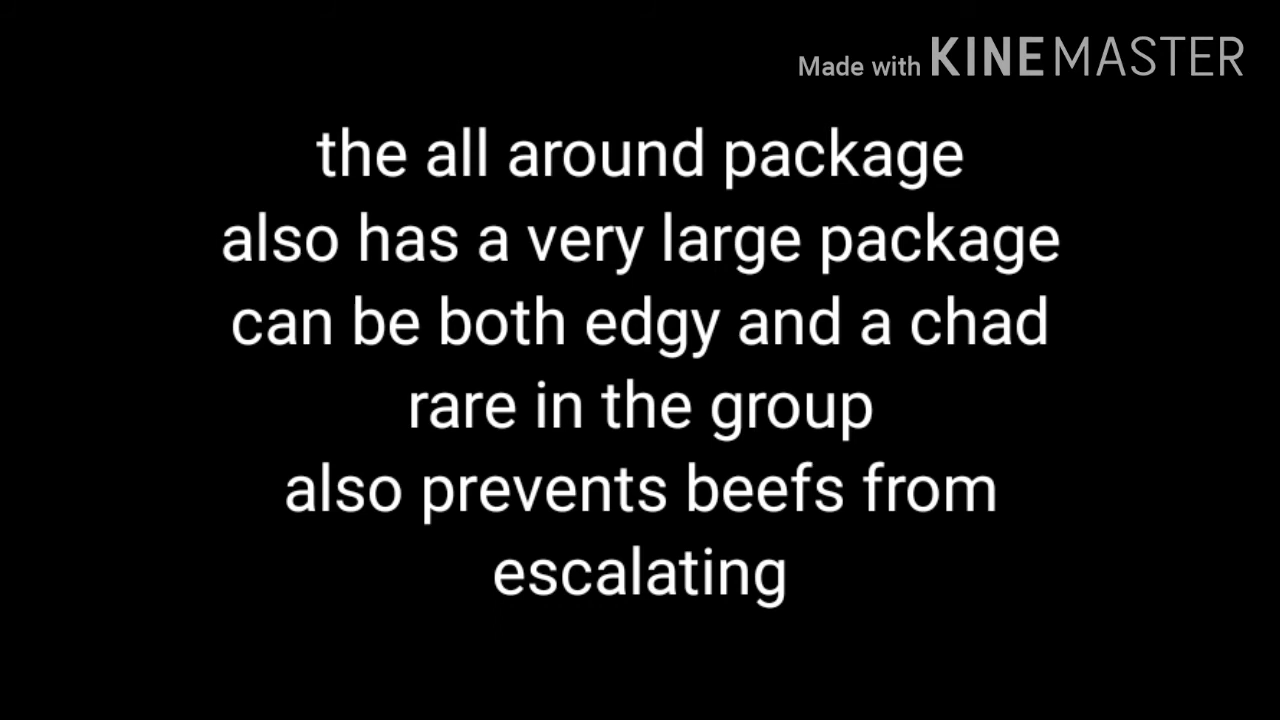 Made with KINEMASTER
the all around package
also has a very large package
can be both edgy and a chad
rare in the group
also prevents beefs from
escalating